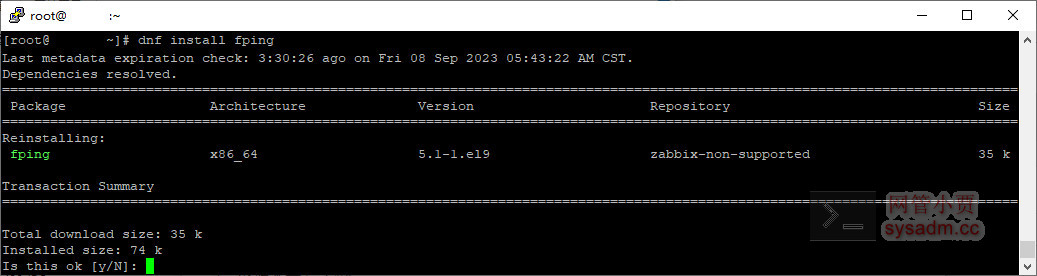 root@ :~
[root@ ~]# dnf install fping
Last metadata expiration check: 3:30:26 ago on Fri 08 Sep 2023 05:43:22 AM CST.
Dependencies resolved.
Package Architecture Version Repository Size
Reinstalling:
fping x86_64 5.1-1.el9 zabbix-non-supported 35 k
Transaction Summary
Total download size: 35 k
Installed size: 74 k
Is this ok [y/N]:
>_ 网管小贾
sysadm.cc